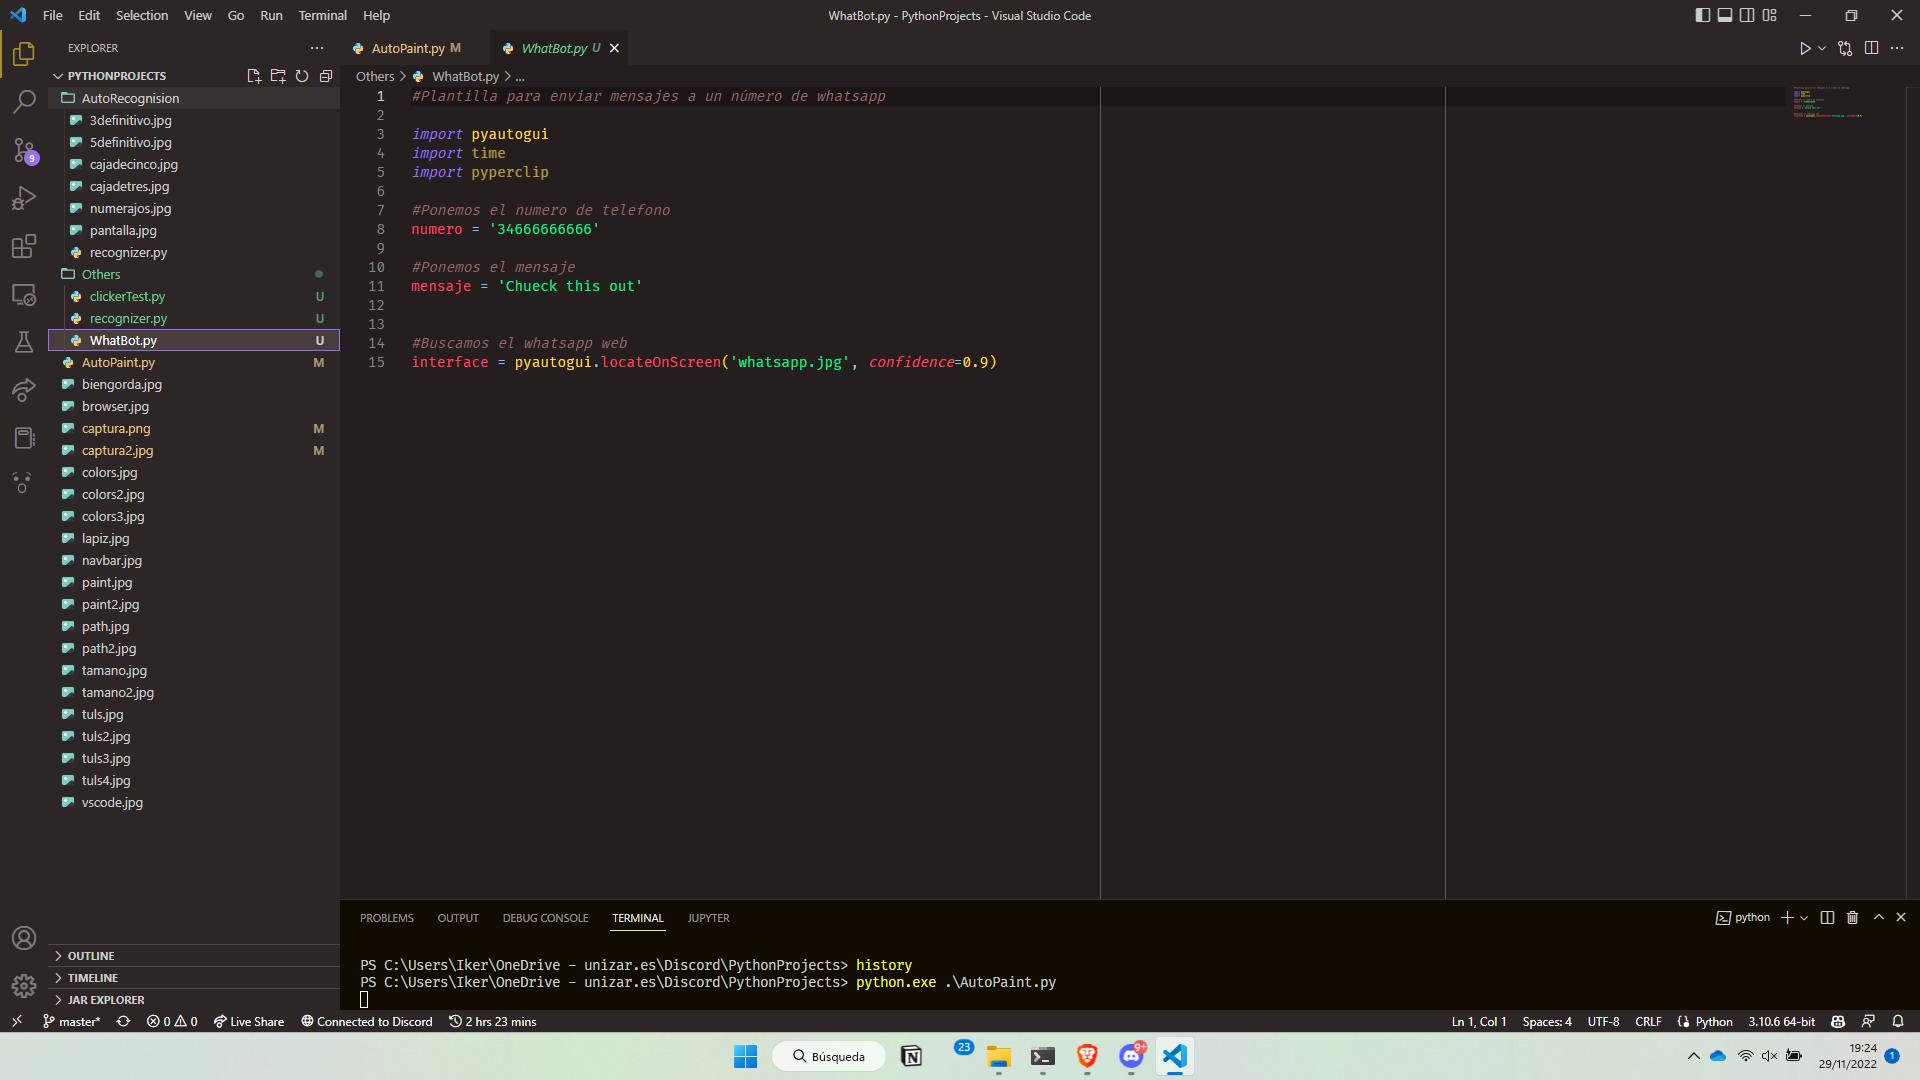 File Edit Selection View Go Run Terminal Help
WhatBot.py - PythonProjects - Visual Studio Code
EXPLORER
PYTHONPROJECTS
AutoRecognision
3definitivo.jpg
5definitivo.jpg
cajadecinco.jpg
cajadetres.jpg
numerajos.jpg
pantalla.jpg
recognizer.py
Others
clickerTest.py U
recognizer.py U
WhatBot.py U
AutoPaint.py M
biengorda.jpg
browser.jpg
captura.png M
captura2.jpg M
colors.jpg
colors2.jpg
colors3.jpg
lapiz.jpg
navbar.jpg
paint.jpg
paint2.jpg
path.jpg
path2.jpg
tamano.jpg
tamano2.jpg
tuls.jpg
tuls2.jpg
tuls3.jpg
tuls4.jpg
vscode.jpg
OUTLINE
TIMELINE
JAR EXPLORER
9
AutoPaint.py M
WhatBot.py U
Others > WhatBot.py > ...
1 #Plantilla para enviar mensajes a un número de whatsapp
2
3 import pyautogui
4 import time
5 import pyperclip
6
7 #Ponemos el numero de telefono
8 numero = '34666666666'
9
10 #Ponemos el mensaje
11 mensaje = 'Chueck this out'
12
13
14 #Buscamos el whatsapp web
15 interface = pyautogui.locateOnScreen('whatsapp.jpg', confidence=0.9)
PROBLEMS OUTPUT DEBUG CONSOLE TERMINAL JUPYTER
python
PS C:\Users\Iker\OneDrive - unizar.es\Discord\PythonProjects> history
PS C:\Users\Iker\OneDrive - unizar.es\Discord\PythonProjects> python.exe .\AutoPaint.py
master* 0 0 Live Share Connected to Discord 2 hrs 23 mins
Ln 1, Col 1 Spaces: 4 UTF-8 CRLF Python 3.10.6 64-bit
Búsqueda
23
9+
19:24
29/11/2022
1